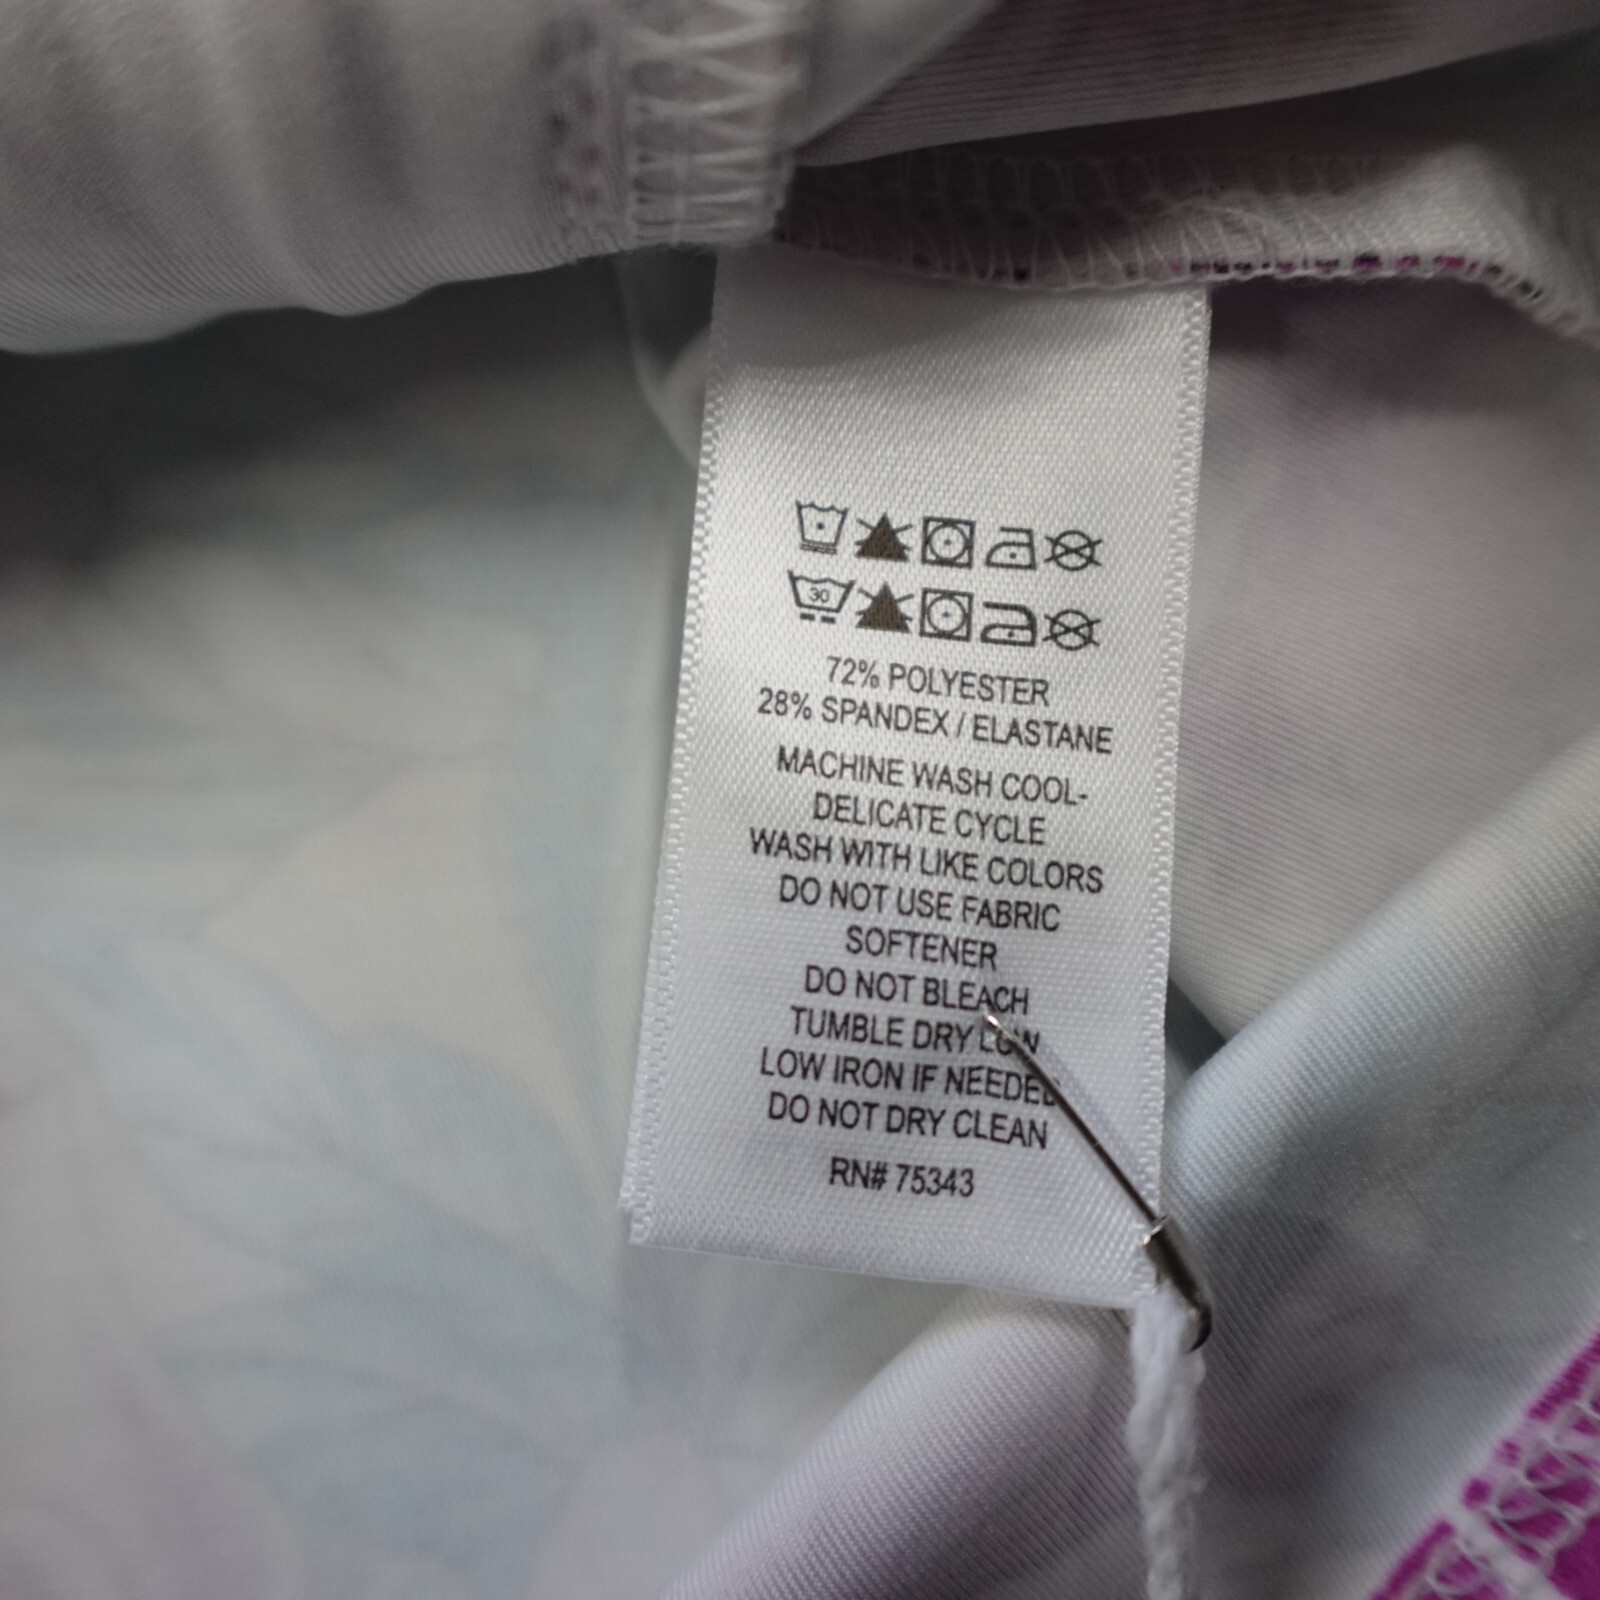 30
72% POLYESTER
28% SPANDEX / ELASTANE
MACHINE WASH COOL-
DELICATE CYCLE
WASH WITH LIKE COLORS
DO NOT USE FABRIC
SOFTENER
DO NOT BLEACH
TUMBLE DRY LOW
LOW IRON IF NEEDED
DO NOT DRY CLEAN
RN# 75343